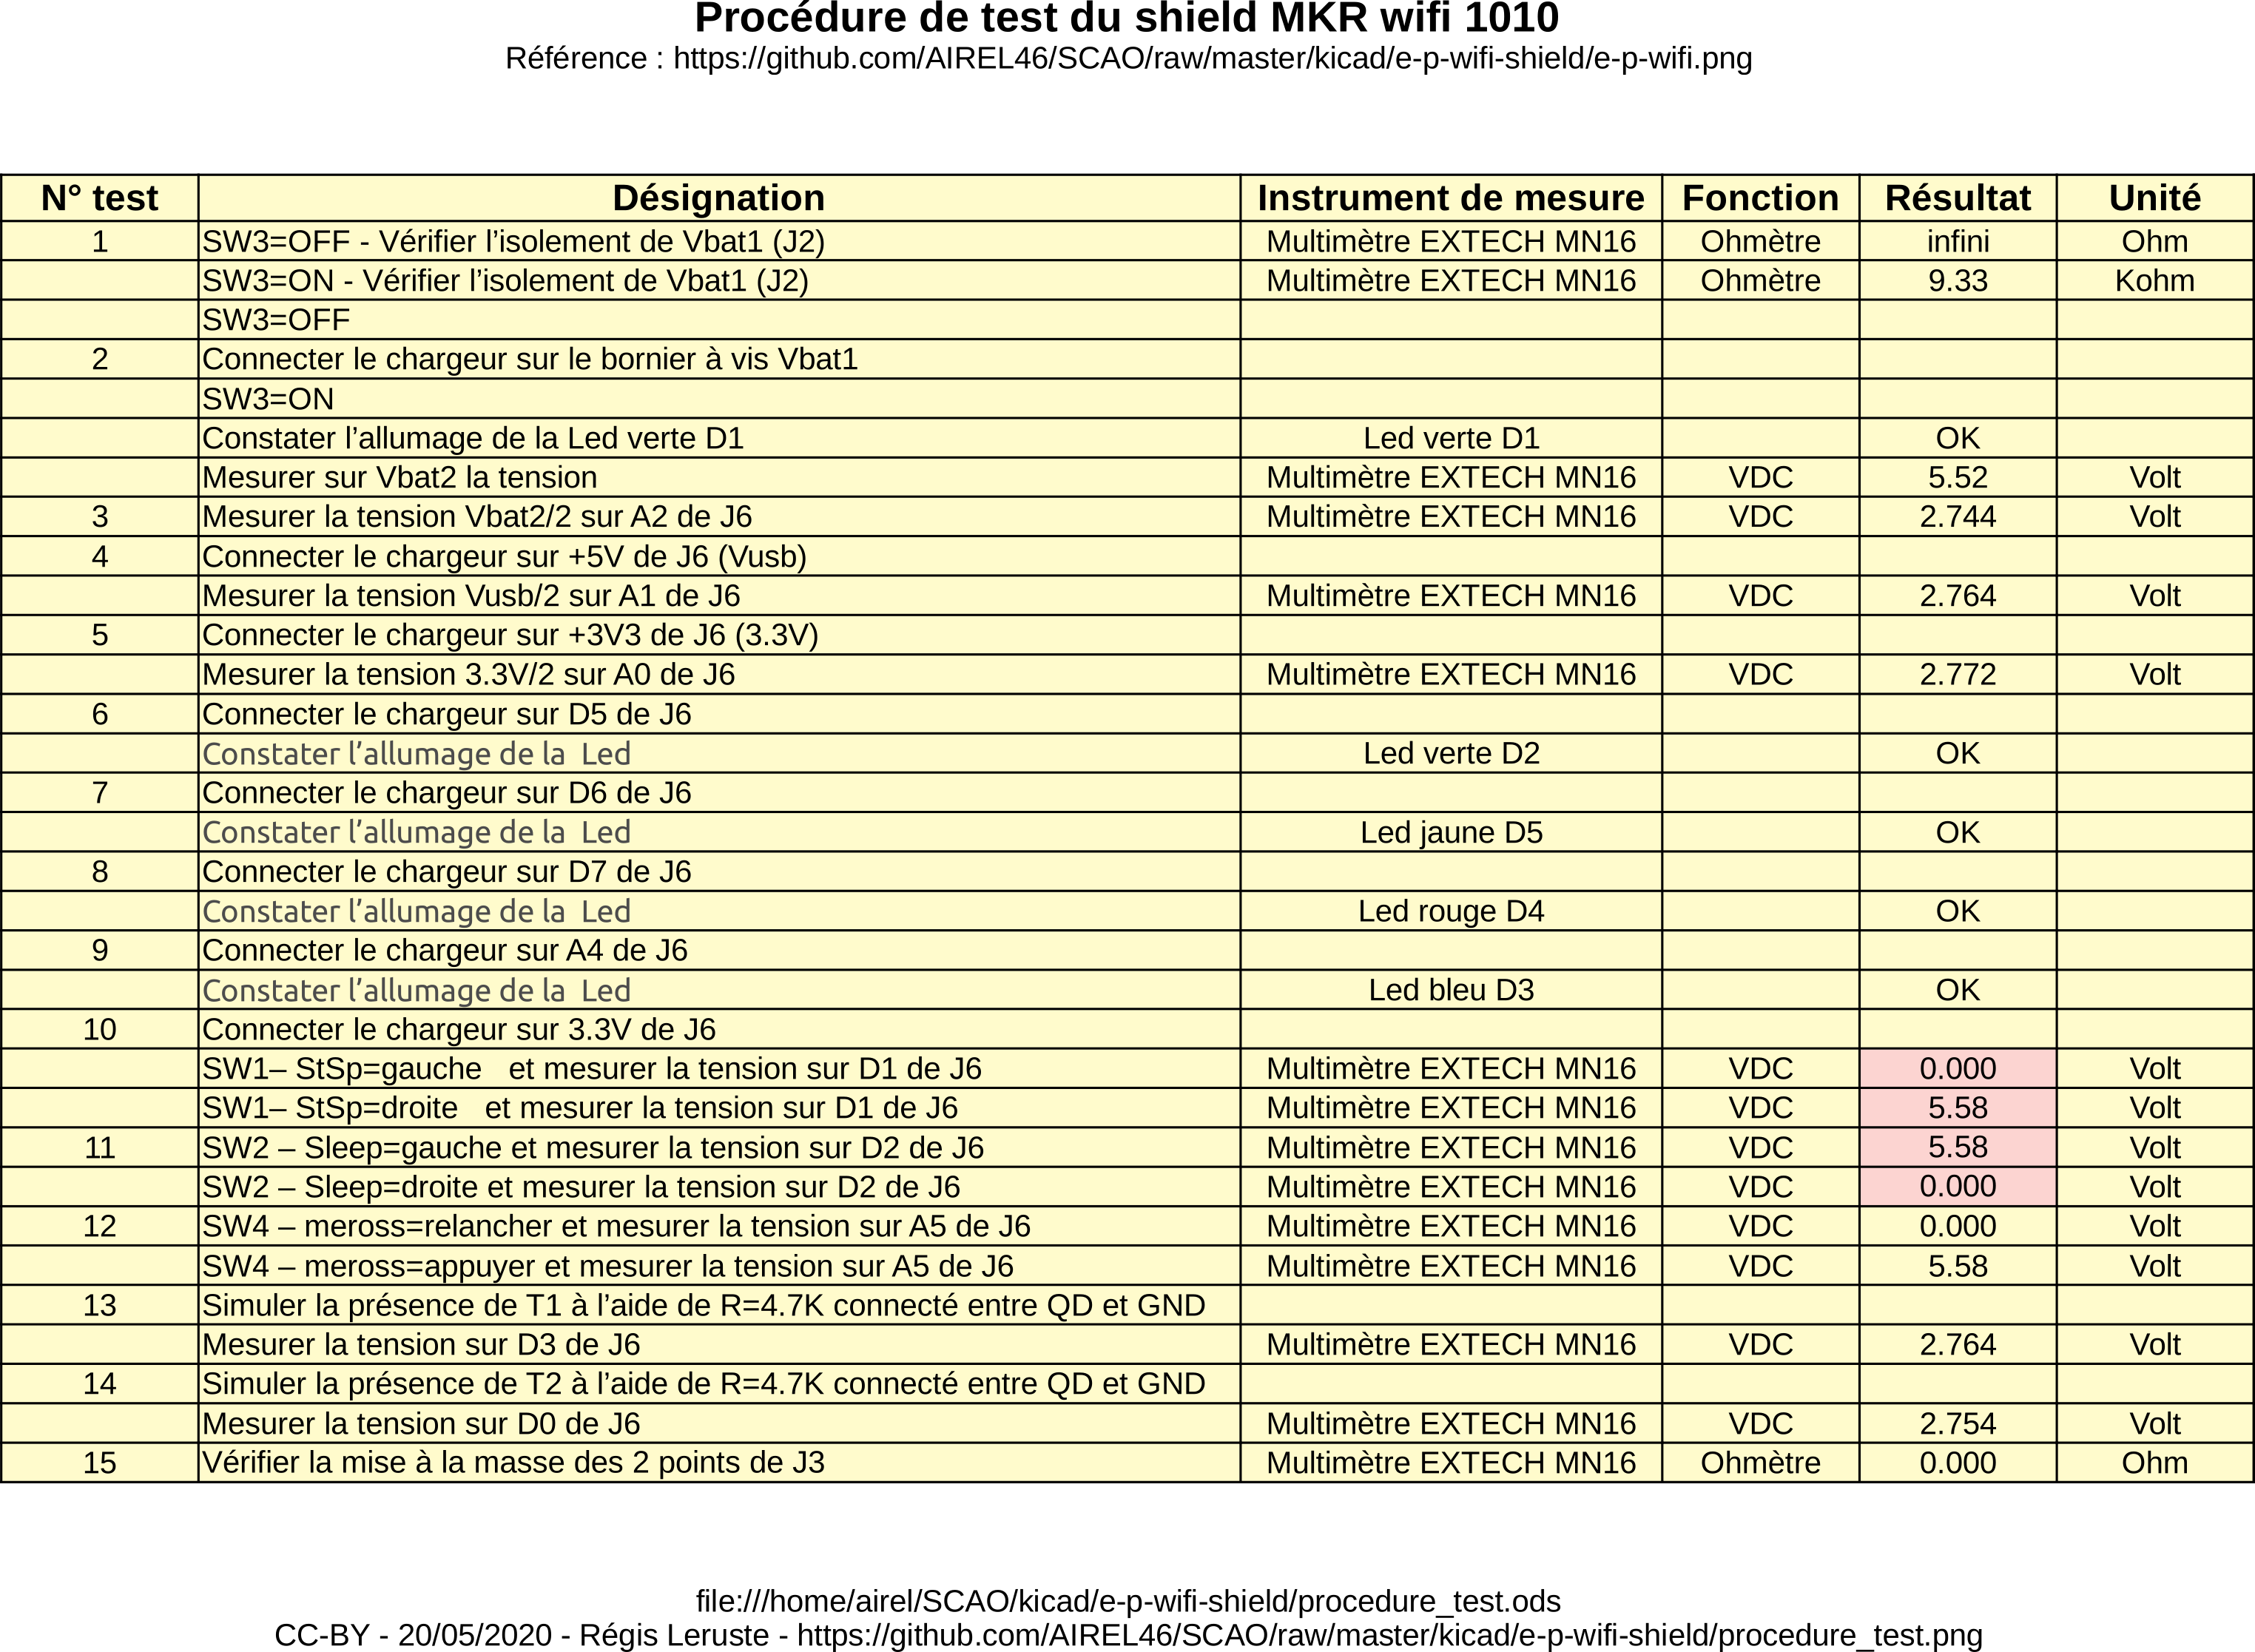 Procédure de test du shield MKR wifi 1010
Référence : https://github.com/AIREL46/SCAO/raw/master/kicad/e-p-wifi-shield/e-p-wifi.png
N° test Désignation Instrument de mesure Fonction Résultat Unité
1 SW3=OFF - Vérifier l’isolement de Vbat1 (J2) Multimètre EXTECH MN16 Ohmètre infini Ohm
SW3=ON - Vérifier l’isolement de Vbat1 (J2) Multimètre EXTECH MN16 Ohmètre 9.33 Kohm
SW3=OFF
2 Connecter le chargeur sur le bornier à vis Vbat1
SW3=ON
Constater l’allumage de la Led verte D1 Led verte D1 OK
Mesurer sur Vbat2 la tension Multimètre EXTECH MN16 VDC 5.52 Volt
3 Mesurer la tension Vbat2/2 sur A2 de J6 Multimètre EXTECH MN16 VDC 2.744 Volt
4 Connecter le chargeur sur +5V de J6 (Vusb)
Mesurer la tension Vusb/2 sur A1 de J6 Multimètre EXTECH MN16 VDC 2.764 Volt
5 Connecter le chargeur sur +3V3 de J6 (3.3V)
Mesurer la tension 3.3V/2 sur A0 de J6 Multimètre EXTECH MN16 VDC 2.772 Volt
6 Connecter le chargeur sur D5 de J6
Constater l’allumage de la  Led Led verte D2 OK
7 Connecter le chargeur sur D6 de J6
Constater l’allumage de la  Led Led jaune D5 OK
8 Connecter le chargeur sur D7 de J6
Constater l’allumage de la  Led Led rouge D4 OK
9 Connecter le chargeur sur A4 de J6
Constater l’allumage de la  Led Led bleu D3 OK
10 Connecter le chargeur sur 3.3V de J6
SW1– StSp=gauche   et mesurer la tension sur D1 de J6 Multimètre EXTECH MN16 VDC 0.000 Volt
SW1– StSp=droite   et mesurer la tension sur D1 de J6 Multimètre EXTECH MN16 VDC 5.58 Volt
11 SW2 – Sleep=gauche et mesurer la tension sur D2 de J6 Multimètre EXTECH MN16 VDC 5.58 Volt
SW2 – Sleep=droite et mesurer la tension sur D2 de J6 Multimètre EXTECH MN16 VDC 0.000 Volt
12 SW4 – meross=relancher et mesurer la tension sur A5 de J6 Multimètre EXTECH MN16 VDC 0.000 Volt
SW4 – meross=appuyer et mesurer la tension sur A5 de J6 Multimètre EXTECH MN16 VDC 5.58 Volt
13 Simuler la présence de T1 à l’aide de R=4.7K connecté entre QD et GND
Mesurer la tension sur D3 de J6 Multimètre EXTECH MN16 VDC 2.764 Volt
14 Simuler la présence de T2 à l’aide de R=4.7K connecté entre QD et GND
Mesurer la tension sur D0 de J6 Multimètre EXTECH MN16 VDC 2.754 Volt
15 Vérifier la mise à la masse des 2 points de J3 Multimètre EXTECH MN16 Ohmètre 0.000 Ohm
file:///home/airel/SCAO/kicad/e-p-wifi-shield/procedure_test.ods
CC-BY - 20/05/2020 - Régis Leruste - https://github.com/AIREL46/SCAO/raw/master/kicad/e-p-wifi-shield/procedure_test.png